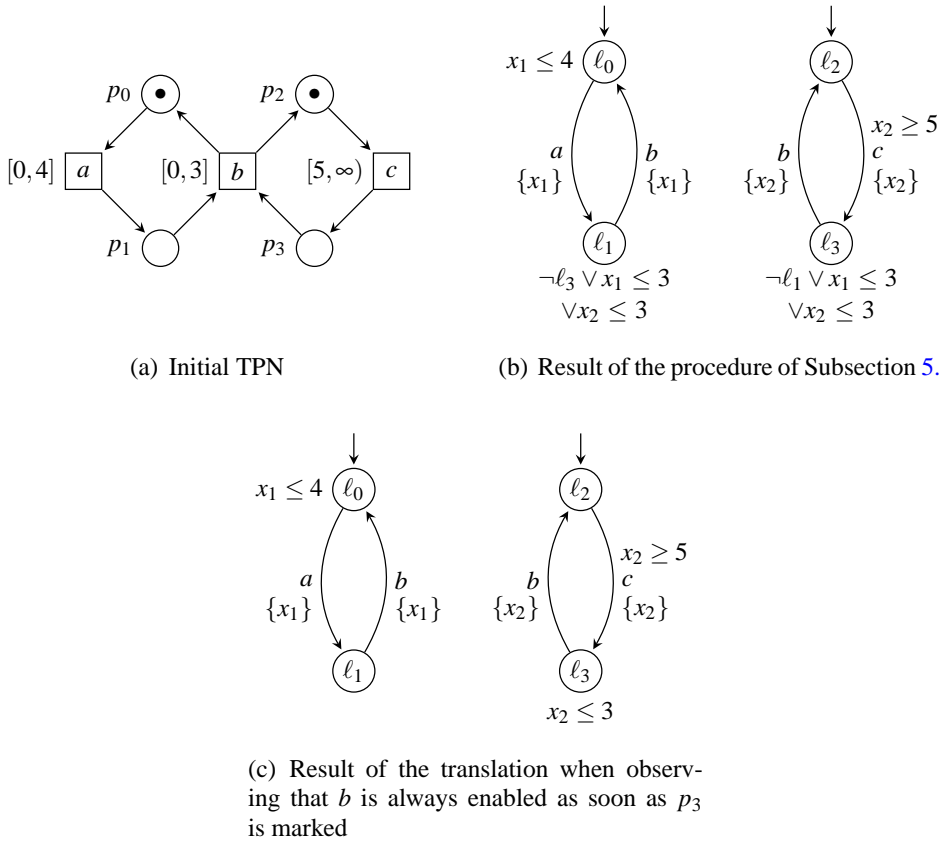 p₀
p₂
[0,4] a [0,3] b [5,∞) c
p₁
p₃
(a) Initial TPN
x₁ ≤ 4 ℓ₀
a
{x₁}
b
{x₁}
ℓ₁
¬ℓ₃ ∨ x₁ ≤ 3
∨x₂ ≤ 3
ℓ₂
x₂ ≥ 5
b
{x₂}
c
{x₂}
ℓ₃
¬ℓ₁ ∨ x₁ ≤ 3
∨x₂ ≤ 3
(b) Result of the procedure of Subsection 5.
x₁ ≤ 4 ℓ₀
a
{x₁}
b
{x₁}
ℓ₁
ℓ₂
x₂ ≥ 5
b
{x₂}
c
{x₂}
ℓ₃
x₂ ≤ 3
(c) Result of the translation when observ-
ing that b is always enabled as soon as p₃
is marked